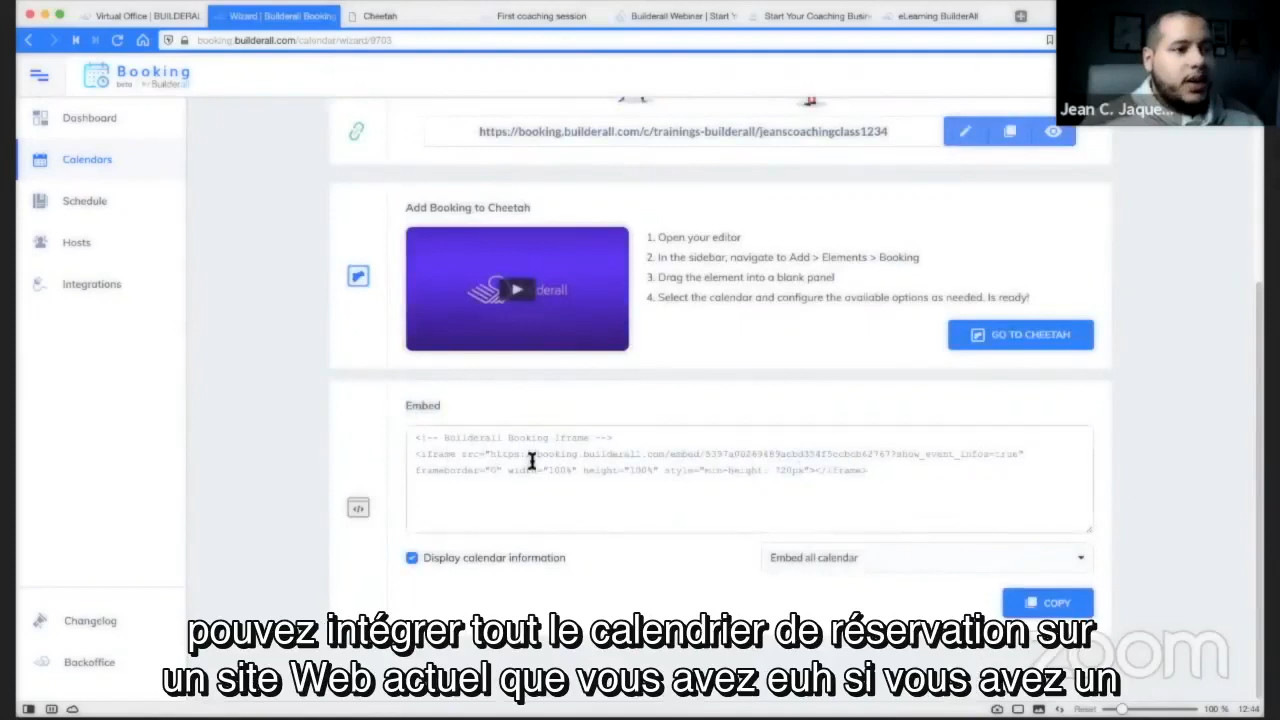 Virtual Office | BUILDERAL
Wizard | Builderall Booking
Cheetah
First coaching session
Builderall Webinar | Start Y
Start Your Coaching Busin
eLearning BuilderAll
booking.builderall.com/calendar/wizard/9703
Booking
beta by Builderall
Jean C. Jaque...
Dashboard
Calendars
Schedule
Hosts
Integrations
Changelog
Backoffice
https://booking.builderall.com/c/trainings-builderall/jeanscoachingclass1234
Add Booking to Cheetah
derall
1. Open your editor
2. In the sidebar, navigate to Add > Elements > Booking
3. Drag the element into a blank panel
4. Select the calendar and configure the available options as needed. Is ready!
GO TO CHEETAH
Embed
<!-- Builderall Booking Iframe -->
<iframe src="https://booking.builderall.com/embed/
frameborder="0" width="100%" height="100%" style="min-height: 720px"></iframe>
Display calendar information
Embed all calendar
COPY
pouvez intégrer tout le calendrier de réservation sur
un site Web actuel que vous avez euh si vous avez un
zoom
Reset
100 %
12:44